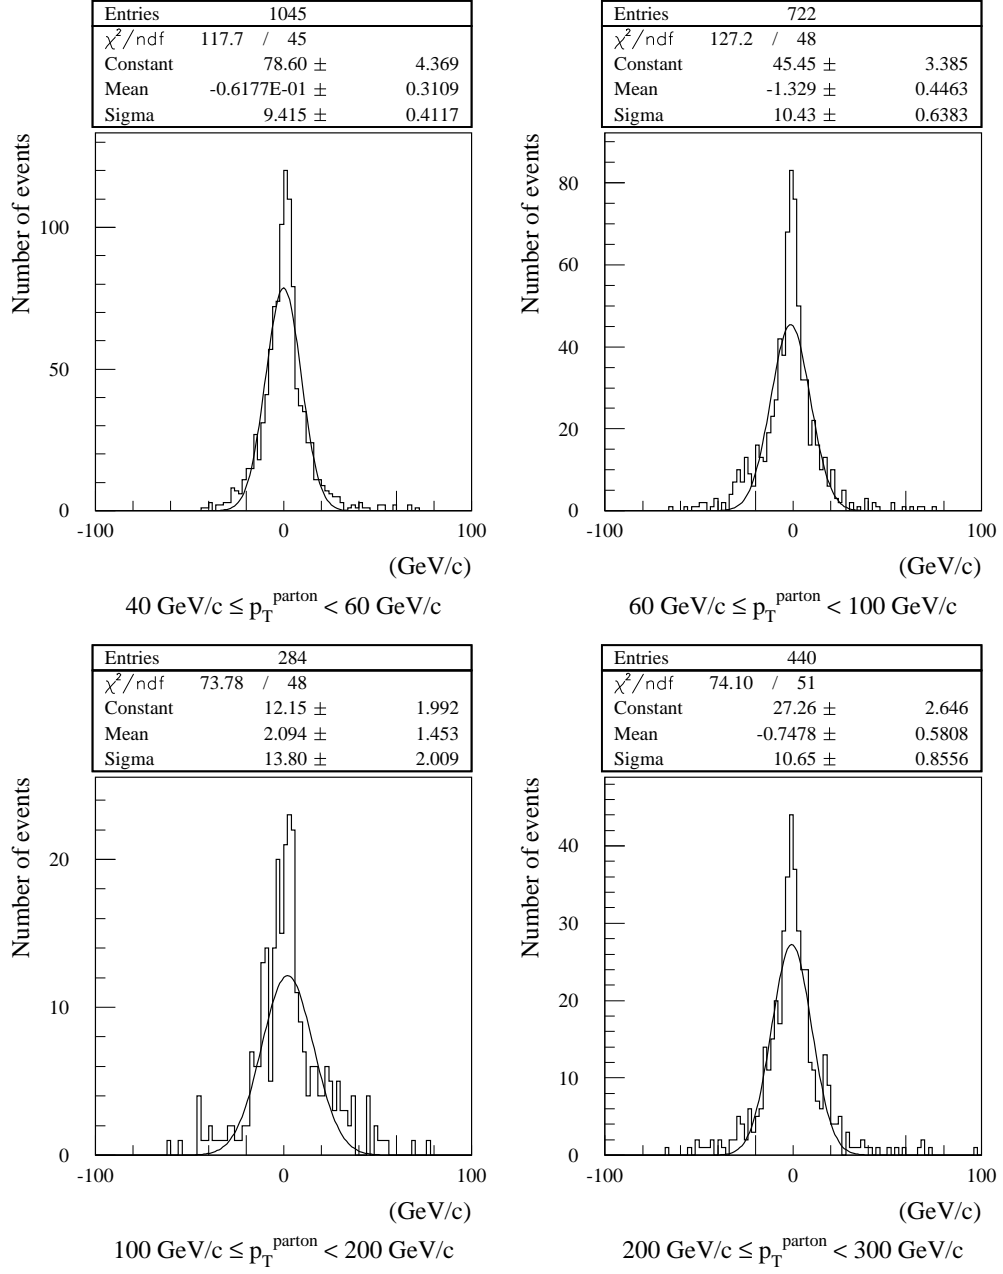 Entries 1045
χ²/ndf 117.7 / 45
Constant 78.60 ± 4.369
Mean -0.6177E-01 ± 0.3109
Sigma 9.415 ± 0.4117
Number of events
100
50
0
-100 0 100
(GeV/c)
40 GeV/c ≤ p_T^parton < 60 GeV/c
Entries 722
χ²/ndf 127.2 / 48
Constant 45.45 ± 3.385
Mean -1.329 ± 0.4463
Sigma 10.43 ± 0.6383
Number of events
80
60
40
20
0
-100 0 100
(GeV/c)
60 GeV/c ≤ p_T^parton < 100 GeV/c
Entries 284
χ²/ndf 73.78 / 48
Constant 12.15 ± 1.992
Mean 2.094 ± 1.453
Sigma 13.80 ± 2.009
Number of events
20
10
0
-100 0 100
(GeV/c)
100 GeV/c ≤ p_T^parton < 200 GeV/c
Entries 440
χ²/ndf 74.10 / 51
Constant 27.26 ± 2.646
Mean -0.7478 ± 0.5808
Sigma 10.65 ± 0.8556
Number of events
40
30
20
10
0
-100 0 100
(GeV/c)
200 GeV/c ≤ p_T^parton < 300 GeV/c